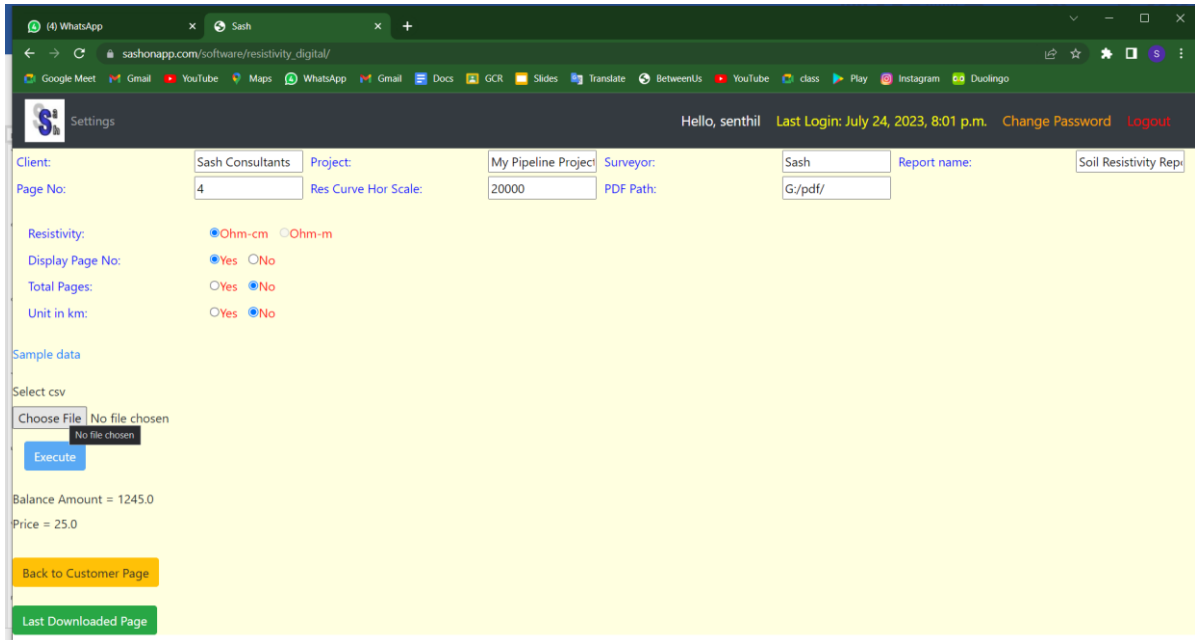 (4) WhatsApp Sash
sashonapp.com/software/resistivity_digital/
Google Meet Gmail YouTube Maps WhatsApp Gmail Docs GCR Slides Translate BetweenUs YouTube class Play Instagram Duolingo
Sash Settings Hello, senthil Last Login: July 24, 2023, 8:01 p.m. Change Password Logout
Client: Sash Consultants Project: My Pipeline Project Surveyor: Sash Report name: Soil Resistivity Repo
Page No: 4 Res Curve Hor Scale: 20000 PDF Path: G:/pdf/
Resistivity: Ohm-cm Ohm-m
Display Page No: Yes No
Total Pages: Yes No
Unit in km: Yes No
Sample data
Select csv
Choose File No file chosen
No file chosen
Execute
Balance Amount = 1245.0
Price = 25.0
Back to Customer Page
Last Downloaded Page